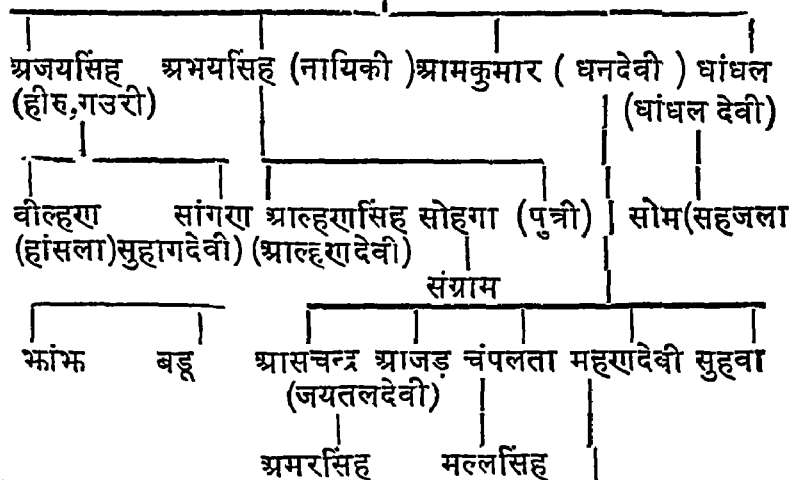 अजयसिंह अभयसिंह (नायिकी )आमकुमार ( धनदेवी ) धांधल
(हीरु,गउरी) (धांधल देवी)
वील्हण सांगण आल्हणसिंह सोहगा (पुत्री) सोम(सहजला
(हांसला)सुहागदेवी) (आल्हणदेवी)
संग्राम
झांझ बडू आसचन्द्र आजड़ चंपलता महणदेवी सुहवा
(जयतलदेवी)
अमरसिंह मल्लसिंह